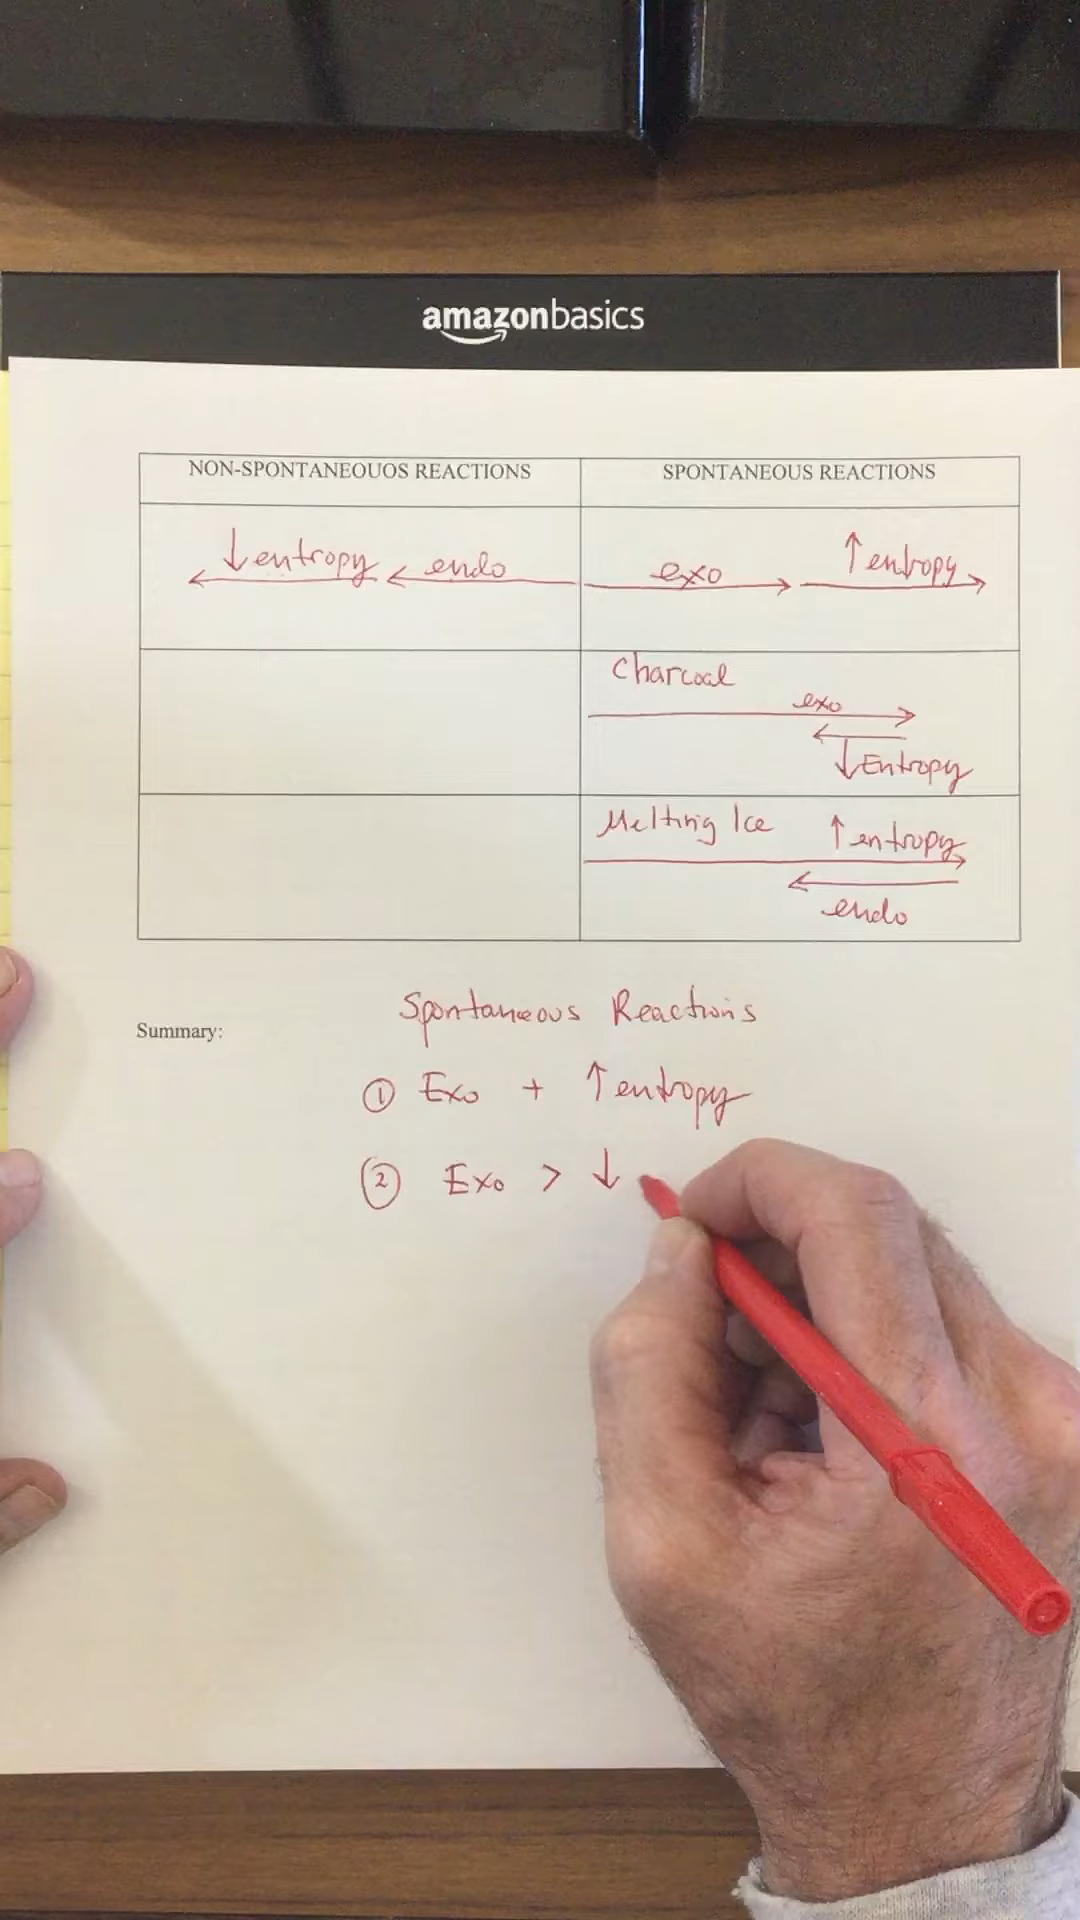 amazonbasics
NON-SPONTANEOUOS REACTIONS
SPONTANEOUS REACTIONS
↓entropy ← endo
exo → ↑entropy
Charcoal
exo
↓Entropy
Melting Ice ↑entropy
endo
Spontaneous Reactions
Summary:
① Exo + ↑entropy
② Exo > ↓